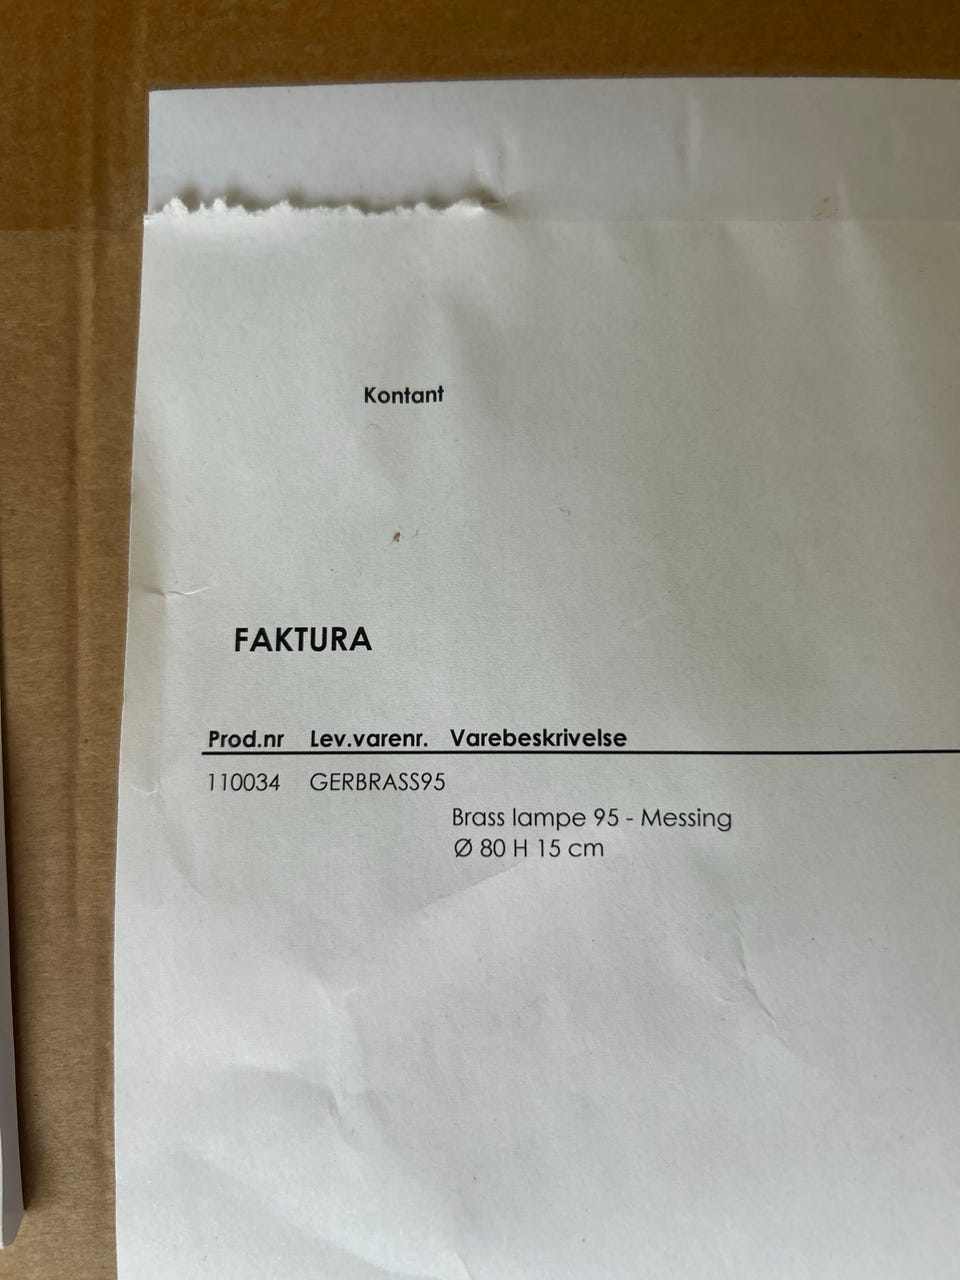 Kontant
FAKTURA
Prod.nr Lev.varenr. Varebeskrivelse
110034 GERBRASS95
Brass lampe 95 - Messing
Ø 80 H 15 cm